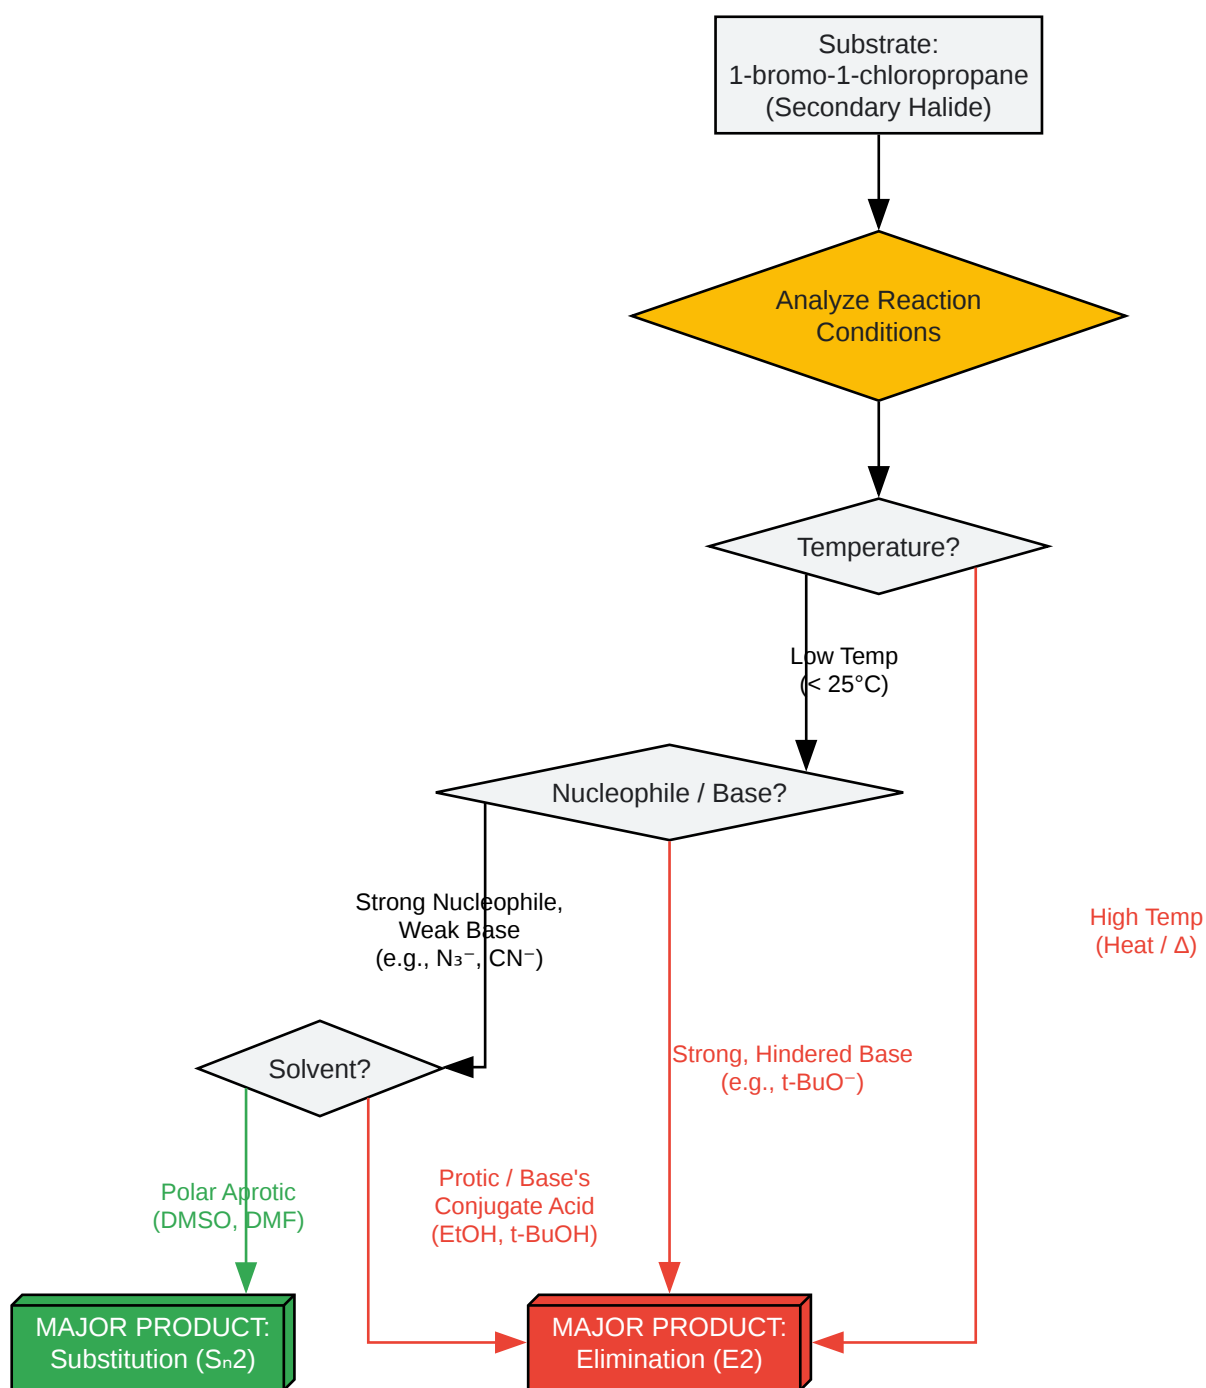 Substrate:
1-bromo-1-chloropropane
(Secondary Halide)
Analyze Reaction
Conditions
Temperature?
Low Temp
(< 25°C)
Nucleophile / Base?
Strong Nucleophile,
Weak Base
(e.g., N₃⁻, CN⁻)
High Temp
(Heat / Δ)
Solvent?
Strong, Hindered Base
(e.g., t-BuO⁻)
Polar Aprotic
(DMSO, DMF)
Protic / Base's
Conjugate Acid
(EtOH, t-BuOH)
MAJOR PRODUCT:
Substitution (Sₙ2)
MAJOR PRODUCT:
Elimination (E2)